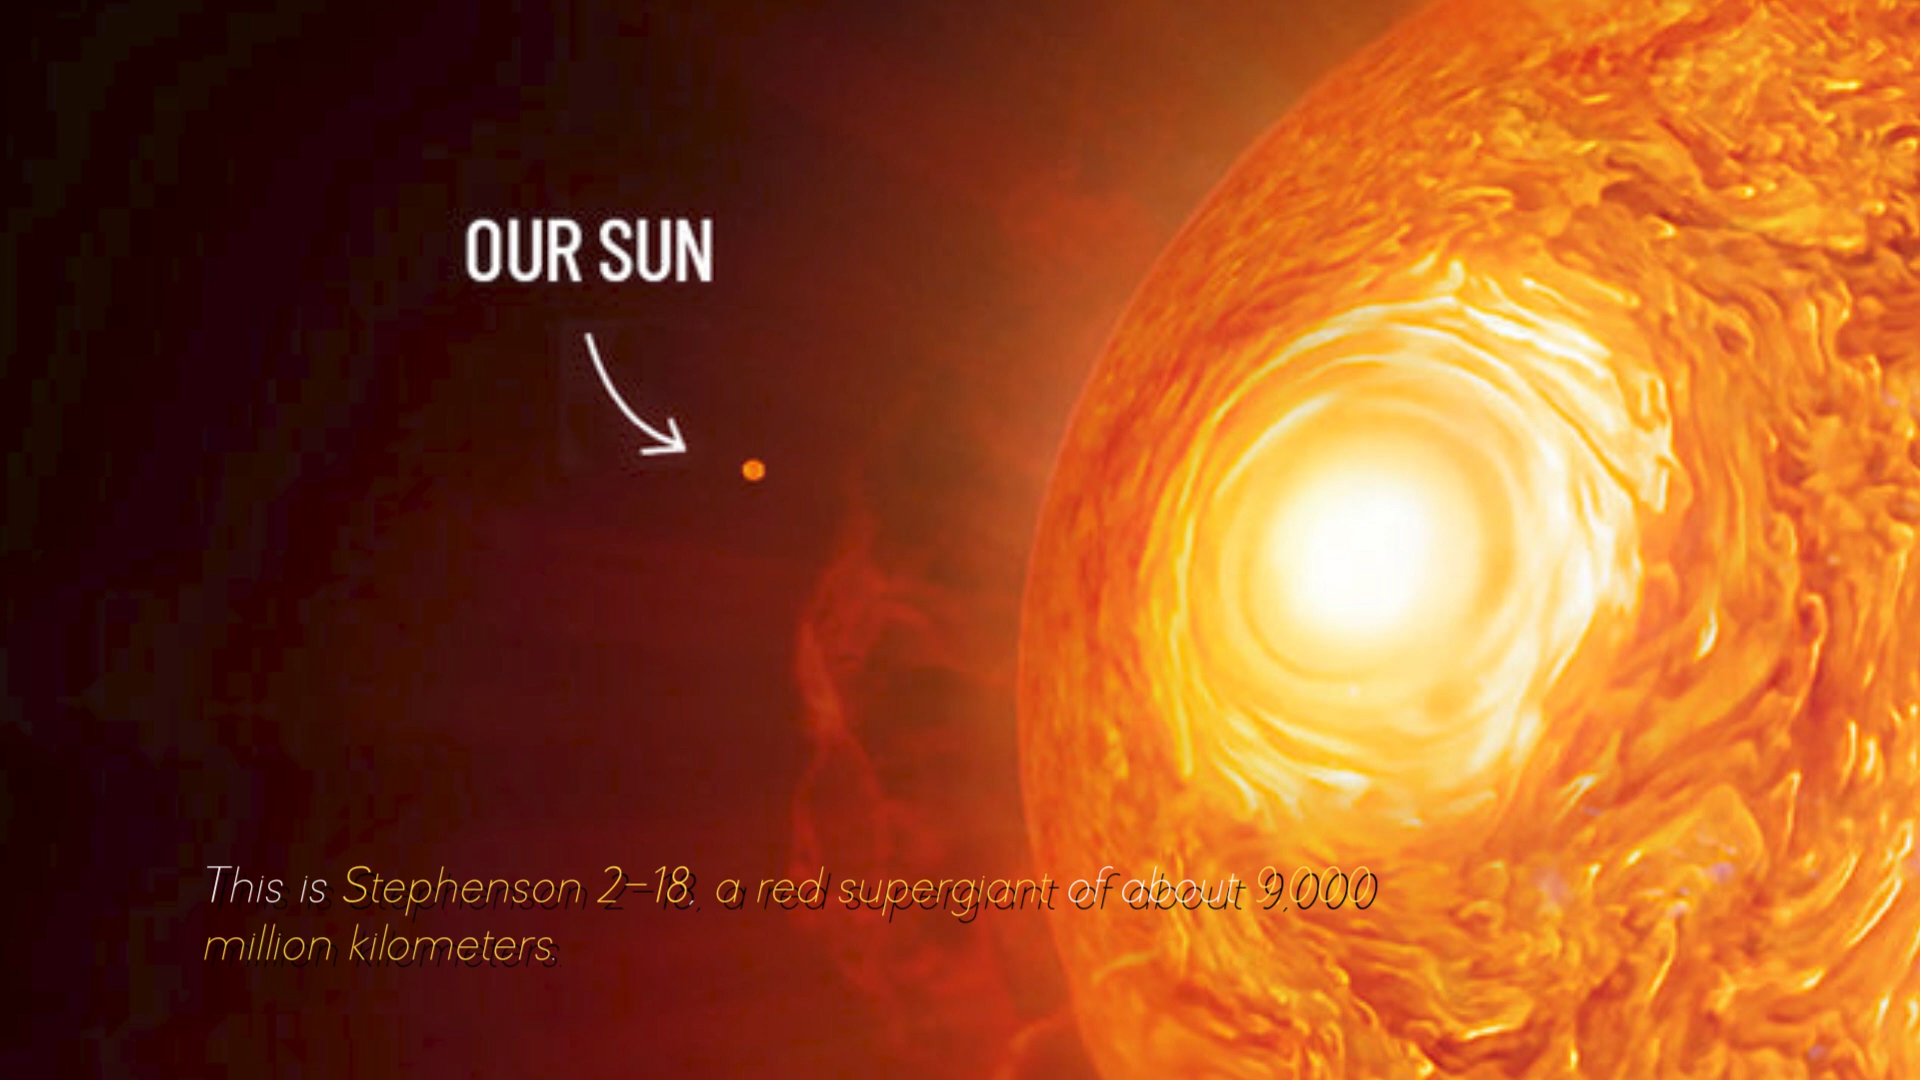 OUR SUN
This is Stephenson 2-18, a red supergiant of about 9,000
million kilometers.